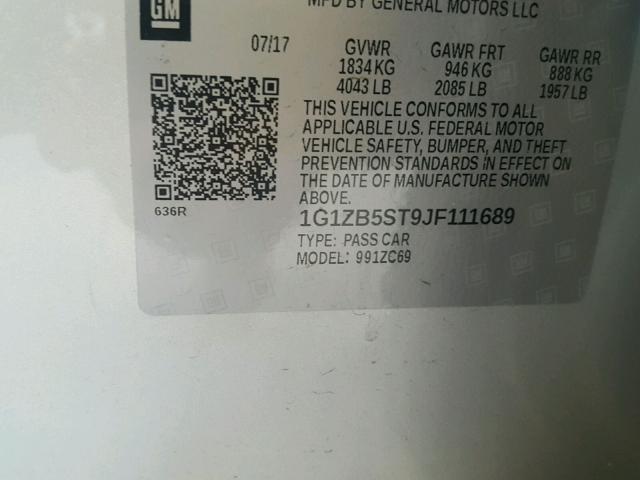 GM
MFD BY GENERAL MOTORS LLC
07/17 GVWR GAWR FRT GAWR RR
1834 KG 946 KG 888 KG
4043 LB 2085 LB 1957 LB
THIS VEHICLE CONFORMS TO ALL
APPLICABLE U.S. FEDERAL MOTOR
VEHICLE SAFETY, BUMPER, AND THEFT
PREVENTION STANDARDS IN EFFECT ON
THE DATE OF MANUFACTURE SHOWN
ABOVE.
636R
1G1ZB5ST9JF111689
TYPE: PASS CAR
MODEL: 991ZC69